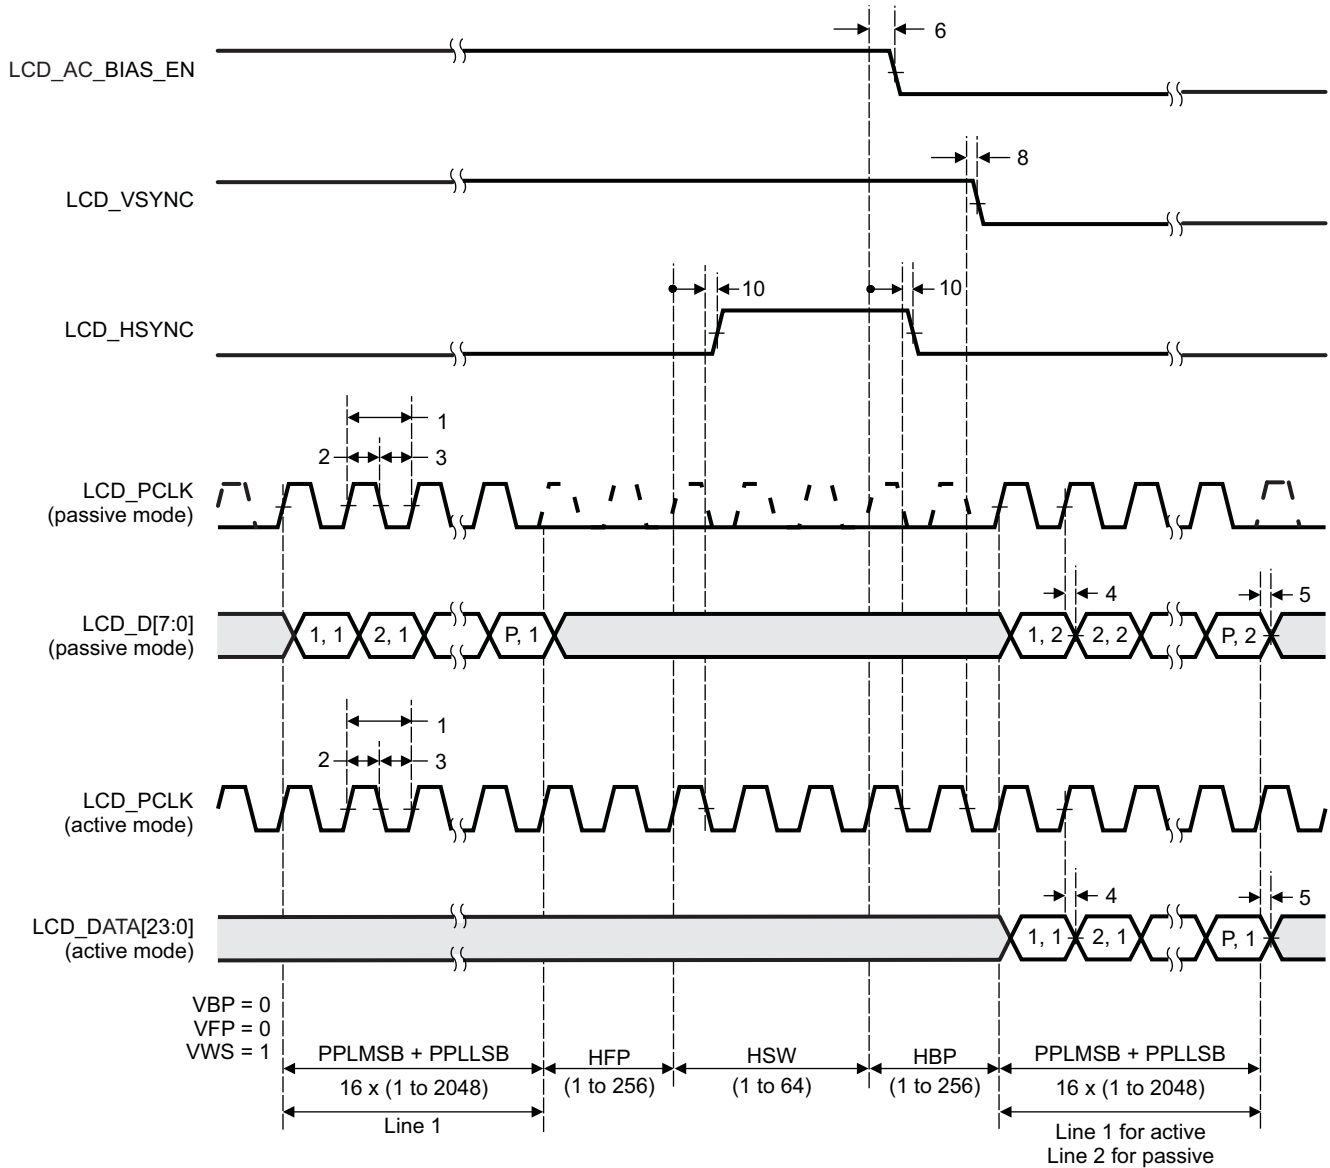 6
LCD_AC_BIAS_EN
8
LCD_VSYNC
10
10
LCD_HSYNC
1
2
3
LCD_PCLK
(passive mode)
4
5
LCD_D[7:0]
(passive mode)
1, 1
2, 1
P, 1
1, 2
2, 2
P, 2
1
2
3
LCD_PCLK
(active mode)
4
5
LCD_DATA[23:0]
(active mode)
1, 1
2, 1
P, 1
VBP = 0
VFP = 0
VWS = 1
PPLMSB + PPLLSB
16 x (1 to 2048)
Line 1
HFP
(1 to 256)
HSW
(1 to 64)
HBP
(1 to 256)
PPLMSB + PPLLSB
16 x (1 to 2048)
Line 1 for active
Line 2 for passive